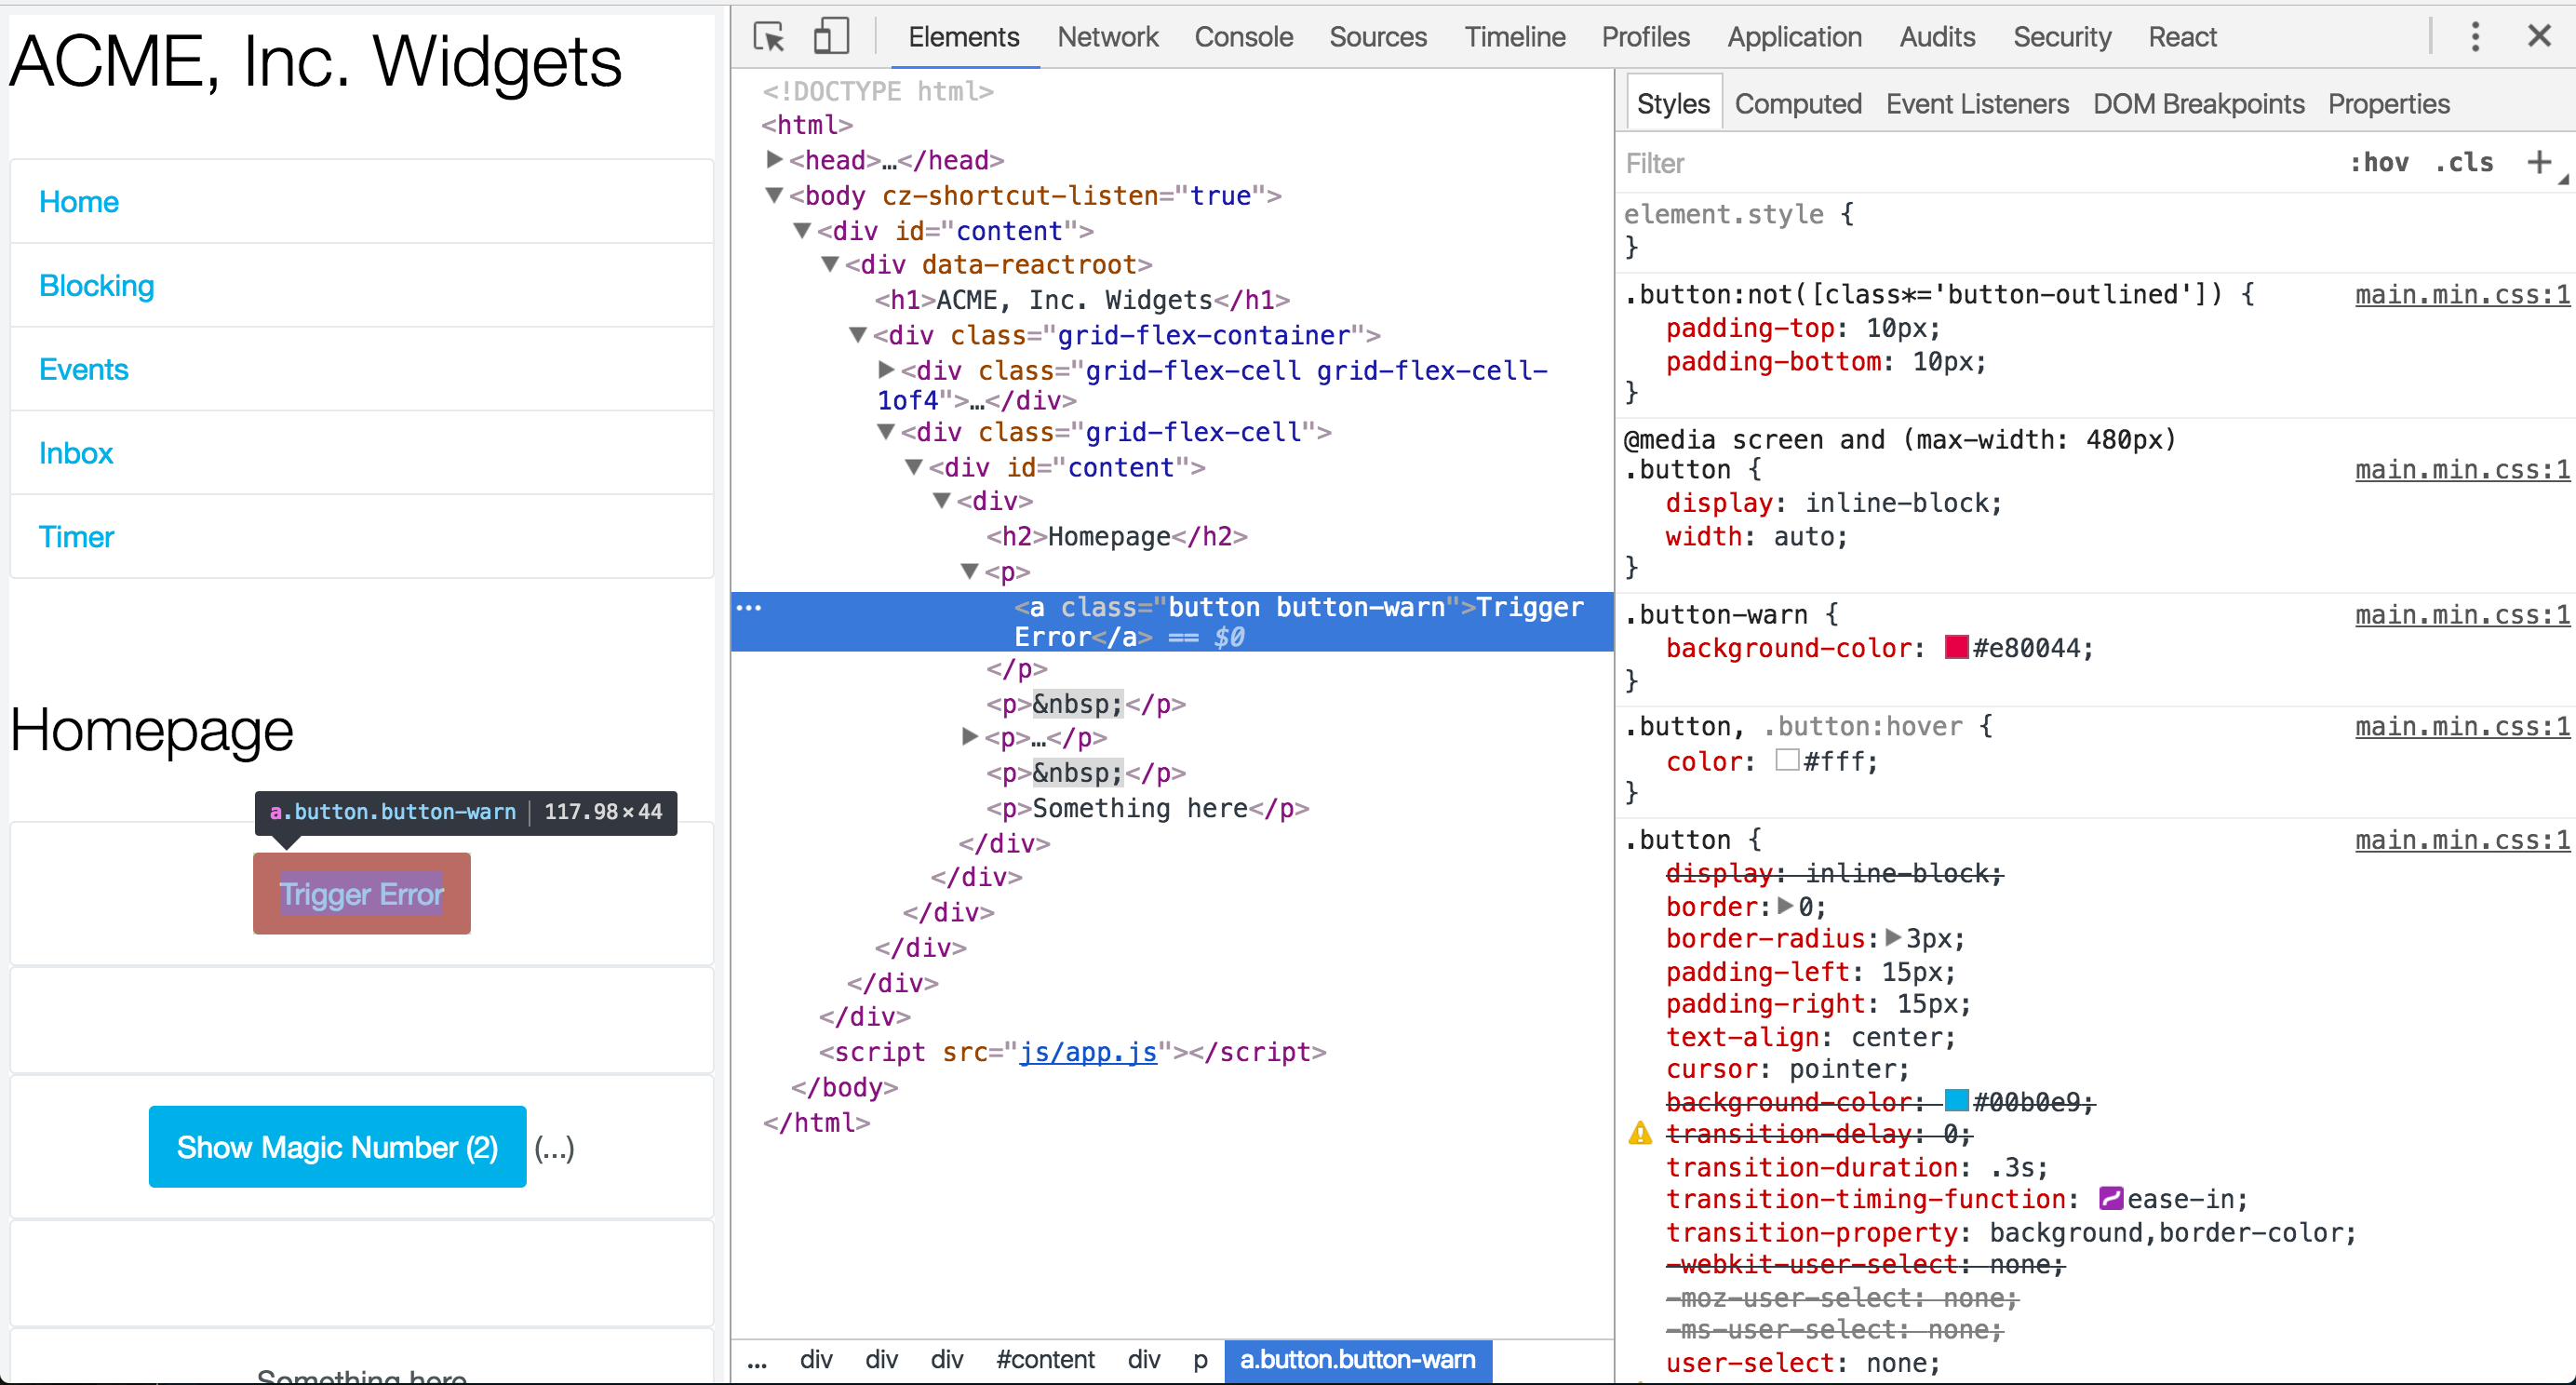 ACME, Inc. Widgets
Home
Blocking
Events
Inbox
Timer
Homepage
a.button.button-warn | 117.98×44
Trigger Error
Show Magic Number (2) (...)
Something here
Elements Network Console Sources Timeline Profiles Application Audits Security React
<!DOCTYPE html>
<html>
<head>…</head>
<body cz-shortcut-listen="true">
<div id="content">
<div data-reactroot>
<h1>ACME, Inc. Widgets</h1>
<div class="grid-flex-container">
<div class="grid-flex-cell grid-flex-cell-
1of4">…</div>
<div class="grid-flex-cell">
<div id="content">
<div>
<h2>Homepage</h2>
<p>
<a class="button button-warn">Trigger
Error</a> == $0
</p>
<p>&nbsp;</p>
<p>…</p>
<p>&nbsp;</p>
<p>Something here</p>
</div>
</div>
</div>
</div>
</div>
</div>
<script src="js/app.js"></script>
</body>
</html>
... div div div #content div p a.button.button-warn
Styles Computed Event Listeners DOM Breakpoints Properties
Filter :hov .cls +
element.style {
}
.button:not([class*='button-outlined']) { main.min.css:1
padding-top: 10px;
padding-bottom: 10px;
}
@media screen and (max-width: 480px)
.button { main.min.css:1
display: inline-block;
width: auto;
}
.button-warn { main.min.css:1
background-color: #e80044;
}
.button, .button:hover { main.min.css:1
color: #fff;
}
.button { main.min.css:1
display: inline-block;
border: 0;
border-radius: 3px;
padding-left: 15px;
padding-right: 15px;
text-align: center;
cursor: pointer;
background-color: #00b0e9;
transition-delay: 0;
transition-duration: .3s;
transition-timing-function: ease-in;
transition-property: background,border-color;
-webkit-user-select: none;
-moz-user-select: none;
-ms-user-select: none;
user-select: none;